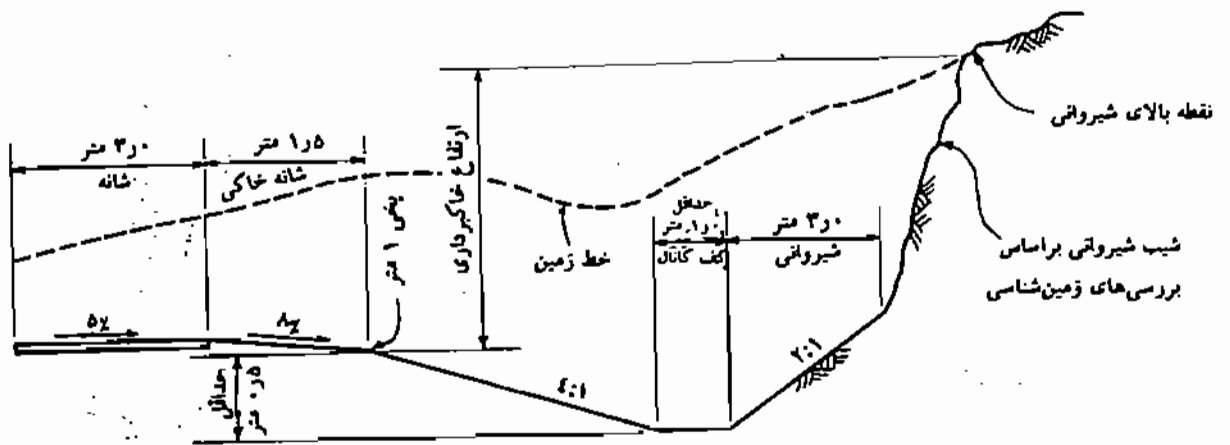 نقطه بالای شیروانی
۳٫۰ متر
شانه
۱٫۵ متر
شانه خاکی
ارتفاع خاکبرداری
پخی ۱ متر
خط زمین
حداقل
۱٫۰ متر
کف کانال
۳٫۰ متر
شیروانی
شیب شیروانی براساس
بررسی‌های زمین‌شناسی
۵٪
۸٪
۴:۱
۲:۱
حداقل
۰٫۵ متر